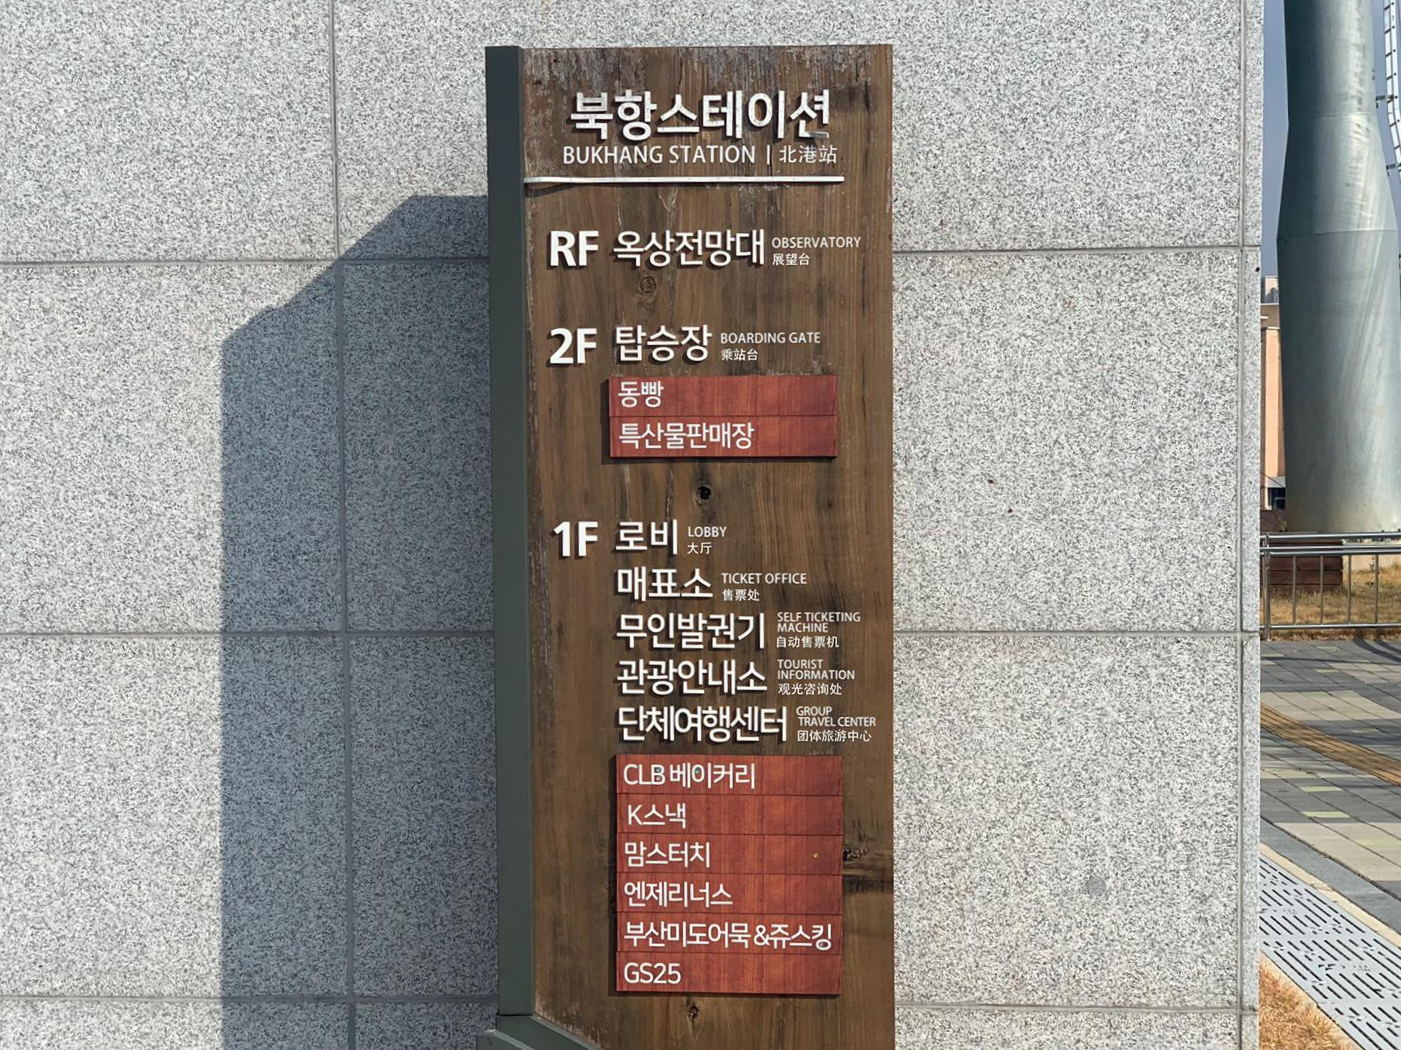 북항스테이션
BUKHANG STATION | 北港站
RF 옥상전망대 OBSERVATORY
展望台
2F 탑승장 BOARDING GATE
乘站台
동빵
특산물판매장
1F 로비 LOBBY
大厅
매표소 TICKET OFFICE
售票处
무인발권기 SELF TICKETING
MACHINE
自动售票机
관광안내소 TOURIST
INFORMATION
观光咨询处
단체여행센터 GROUP
TRAVEL CENTER
团体旅游中心
CLB 베이커리
K스낵
맘스터치
엔제리너스
부산미도어묵&쥬스킹
GS25